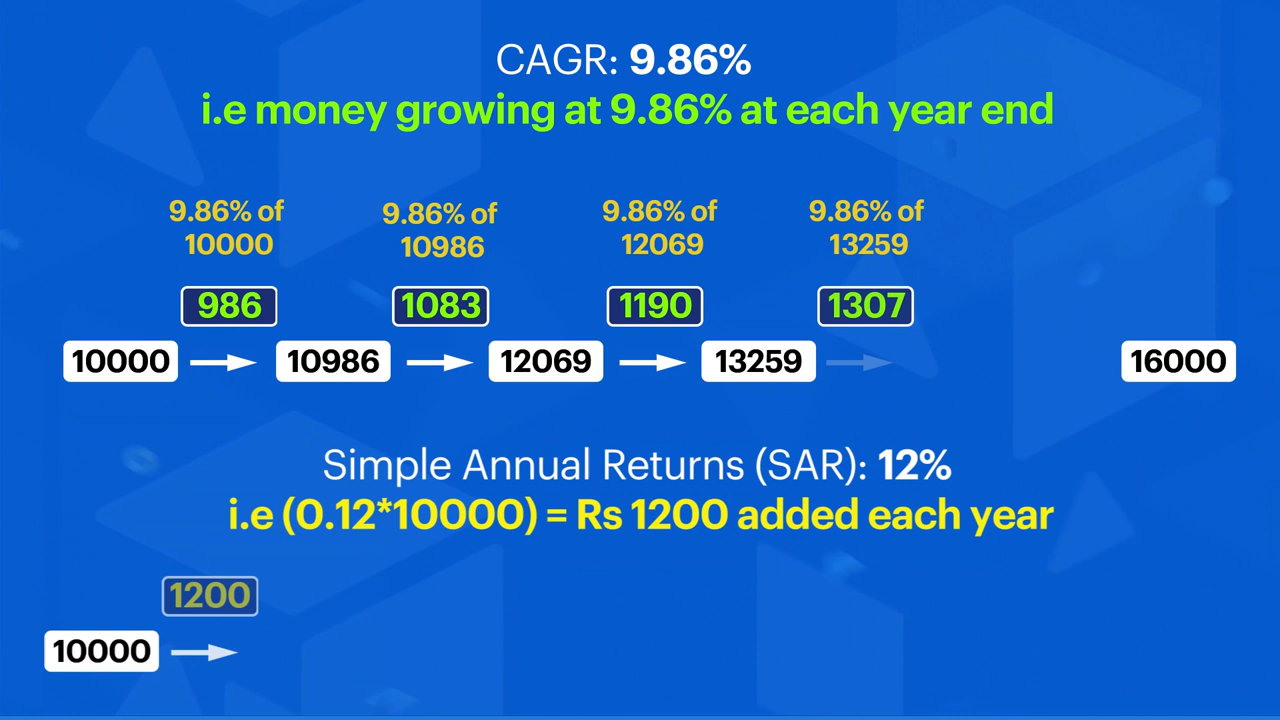 CAGR: 9.86%
i.e money growing at 9.86% at each year end
9.86% of 9.86% of 9.86% of 9.86% of
10000 10986 12069 13259
986 1083 1190 1307
10000 10986 12069 13259 16000
Simple Annual Returns (SAR): 12%
i.e (0.12*10000) = Rs 1200 added each year
1200
10000